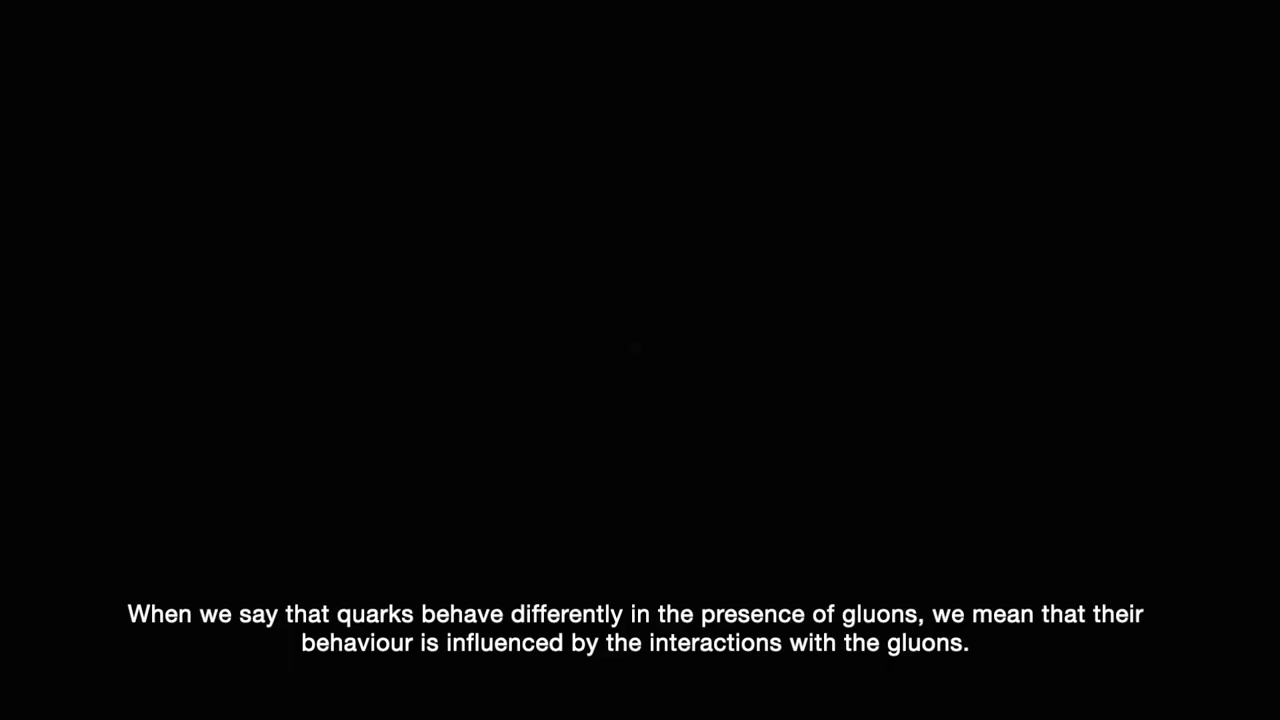 When we say that quarks behave differently in the presence of gluons, we mean that their
behaviour is influenced by the interactions with the gluons.